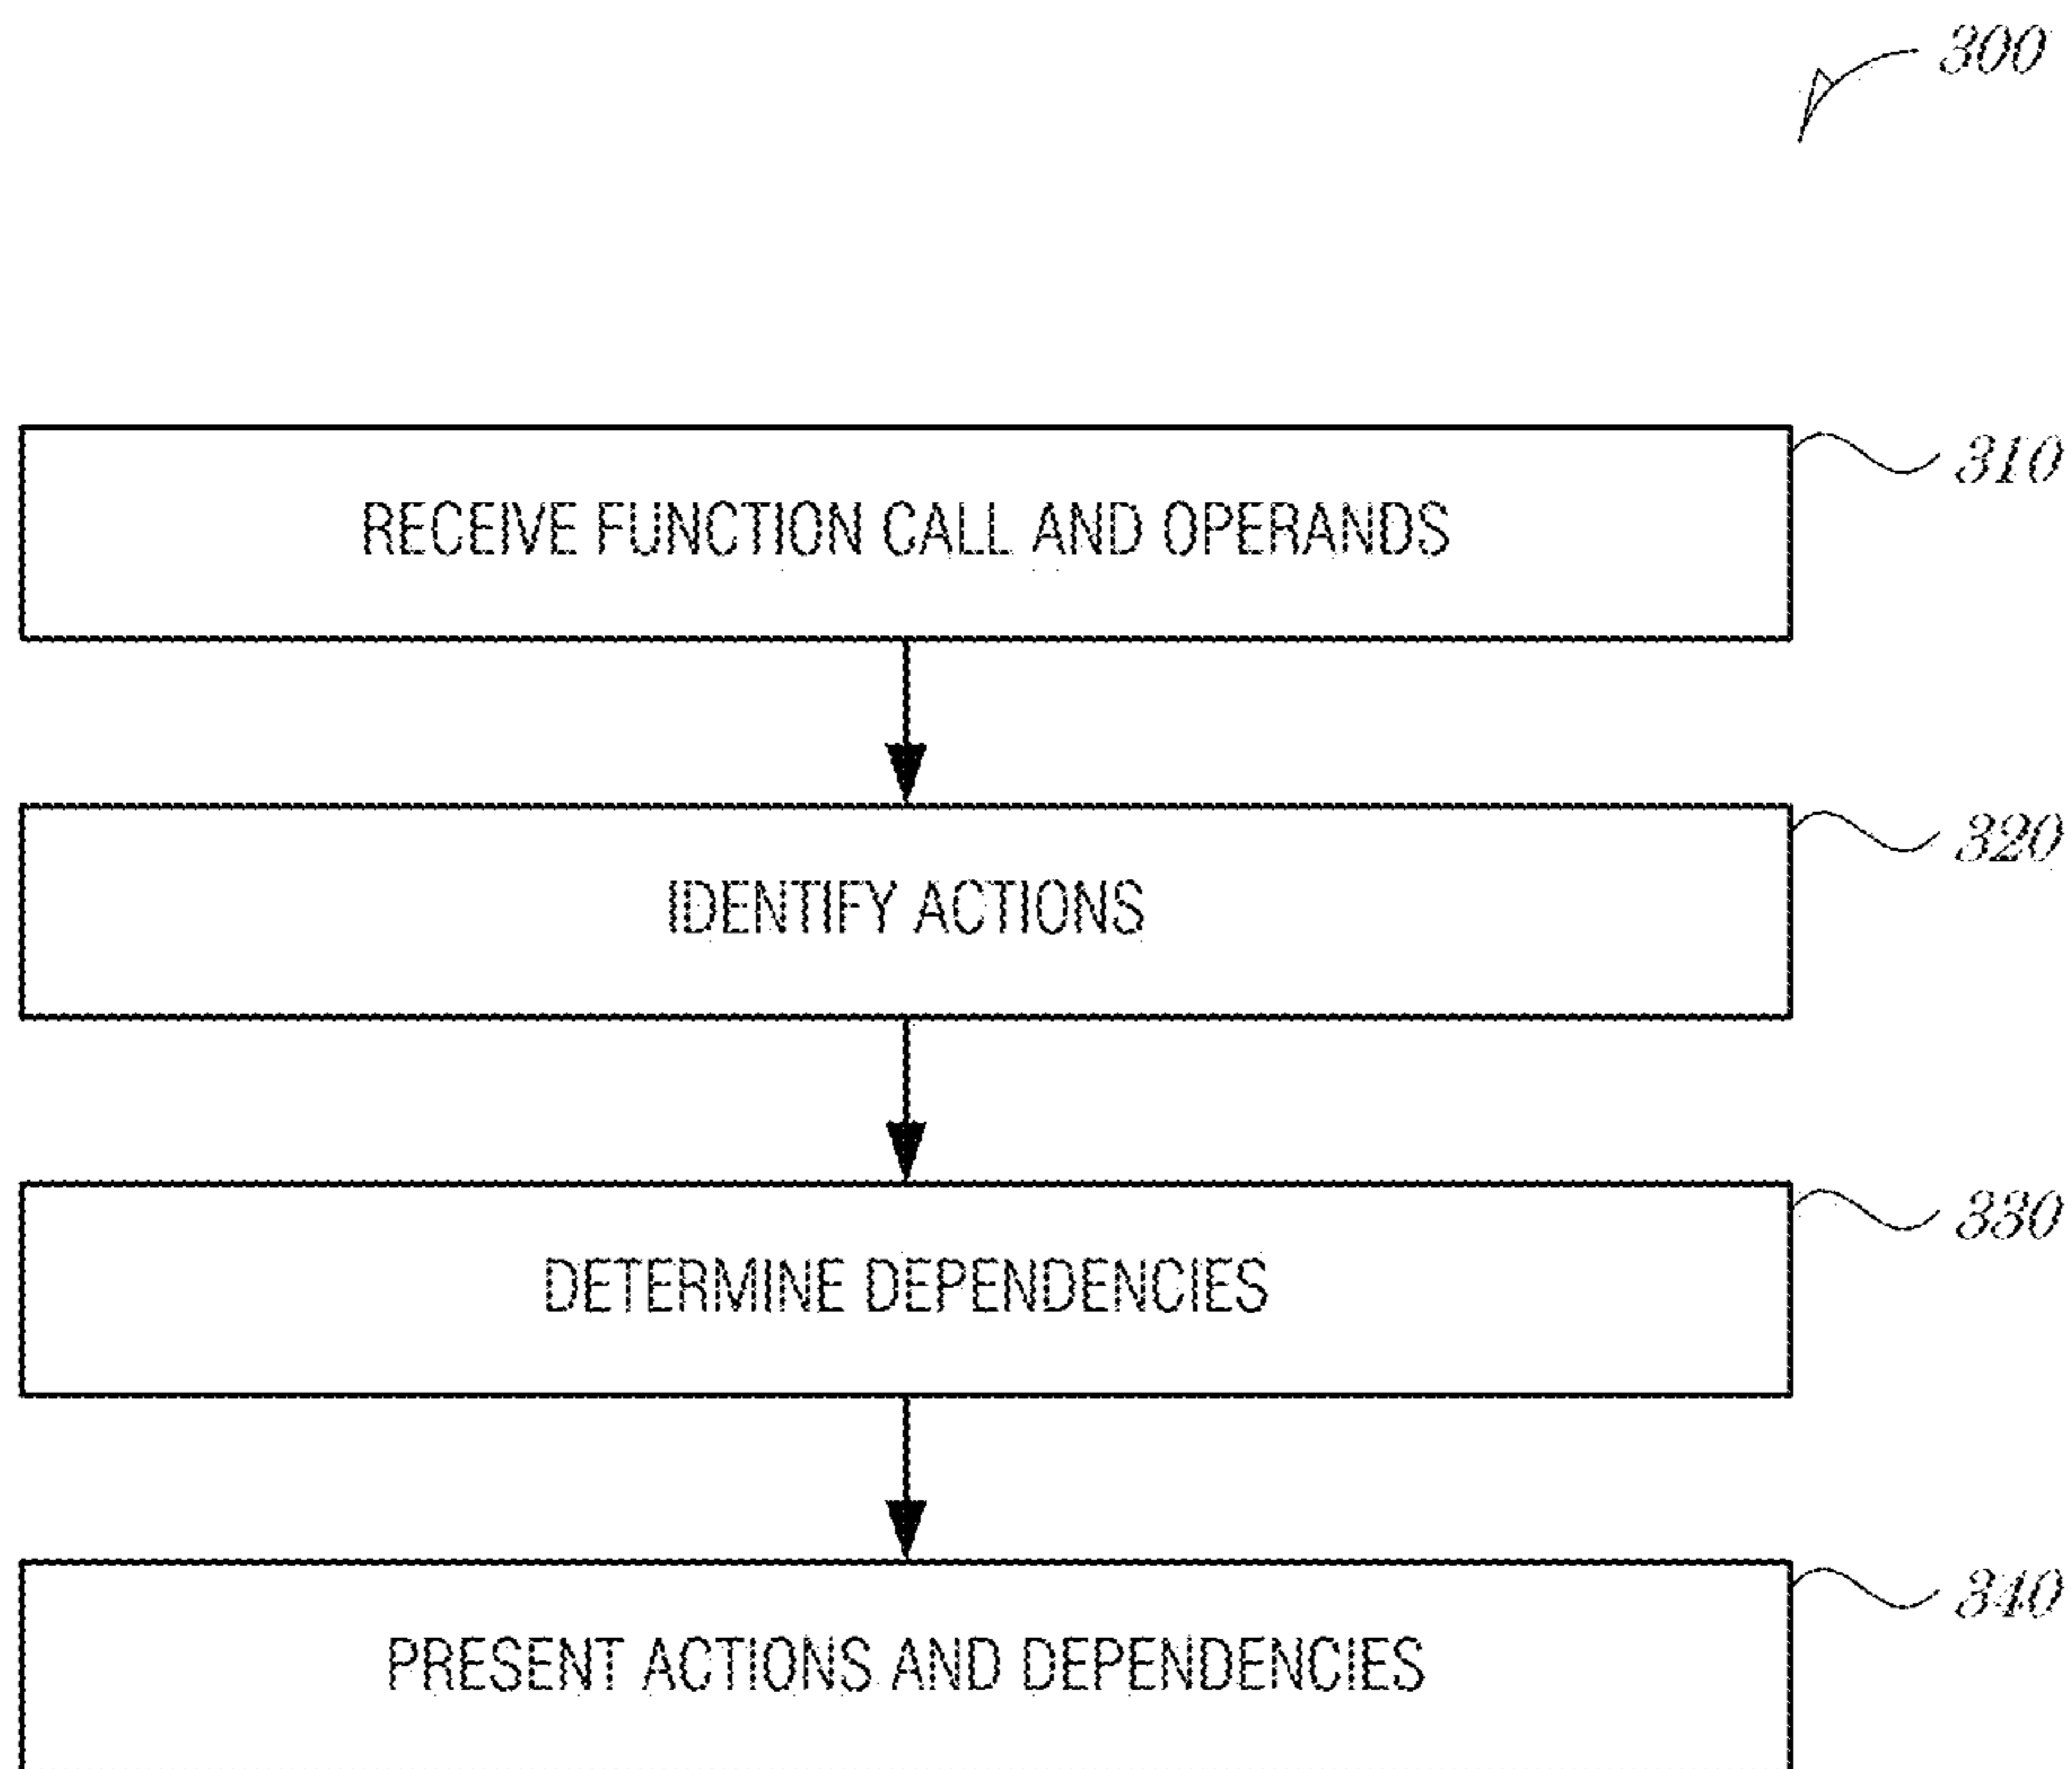 300
RECEIVE FUNCTION CALL AND OPERANDS
310
IDENTIFY ACTIONS
320
DETERMINE DEPENDENCIES
330
PRESENT ACTIONS AND DEPENDENCIES
340